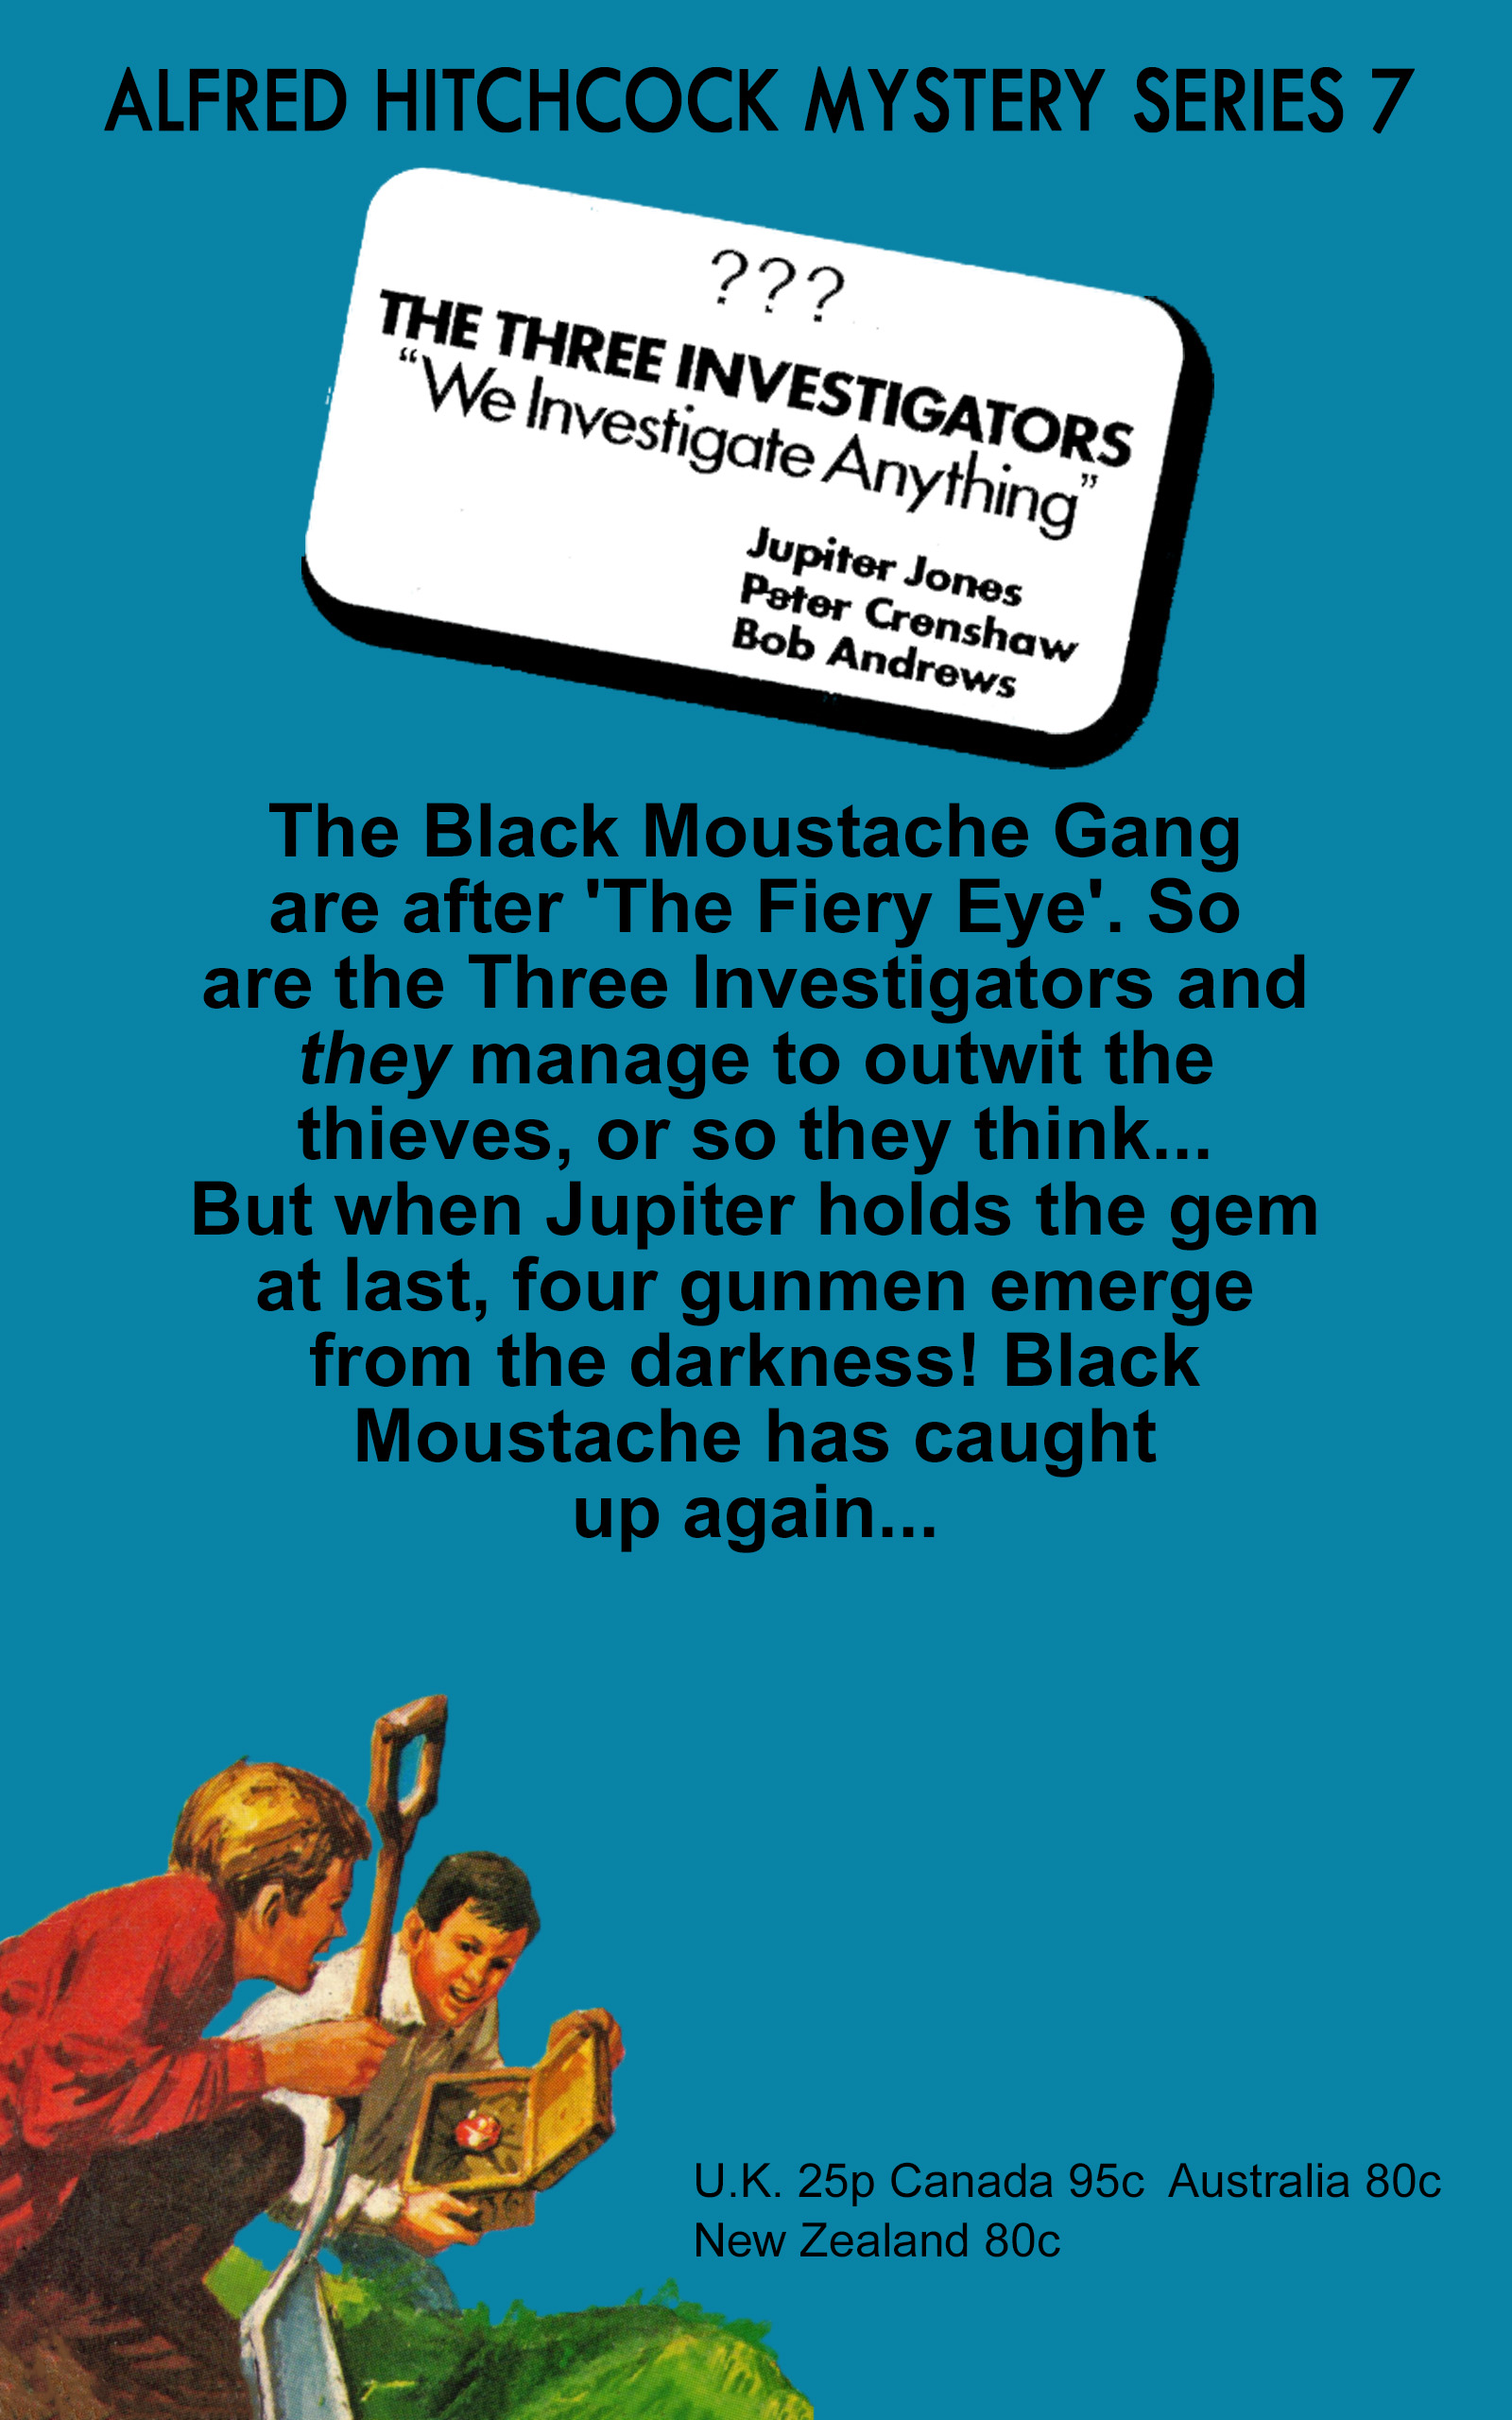 ALFRED HITCHCOCK MYSTERY SERIES 7
???
THE THREE INVESTIGATORS
“We Investigate Anything”
Jupiter Jones
Peter Crenshaw
Bob Andrews
The Black Moustache Gang
are after 'The Fiery Eye'. So
are the Three Investigators and
they manage to outwit the
thieves, or so they think...
But when Jupiter holds the gem
at last, four gunmen emerge
from the darkness! Black
Moustache has caught
up again...
U.K. 25p Canada 95c  Australia 80c
New Zealand 80c